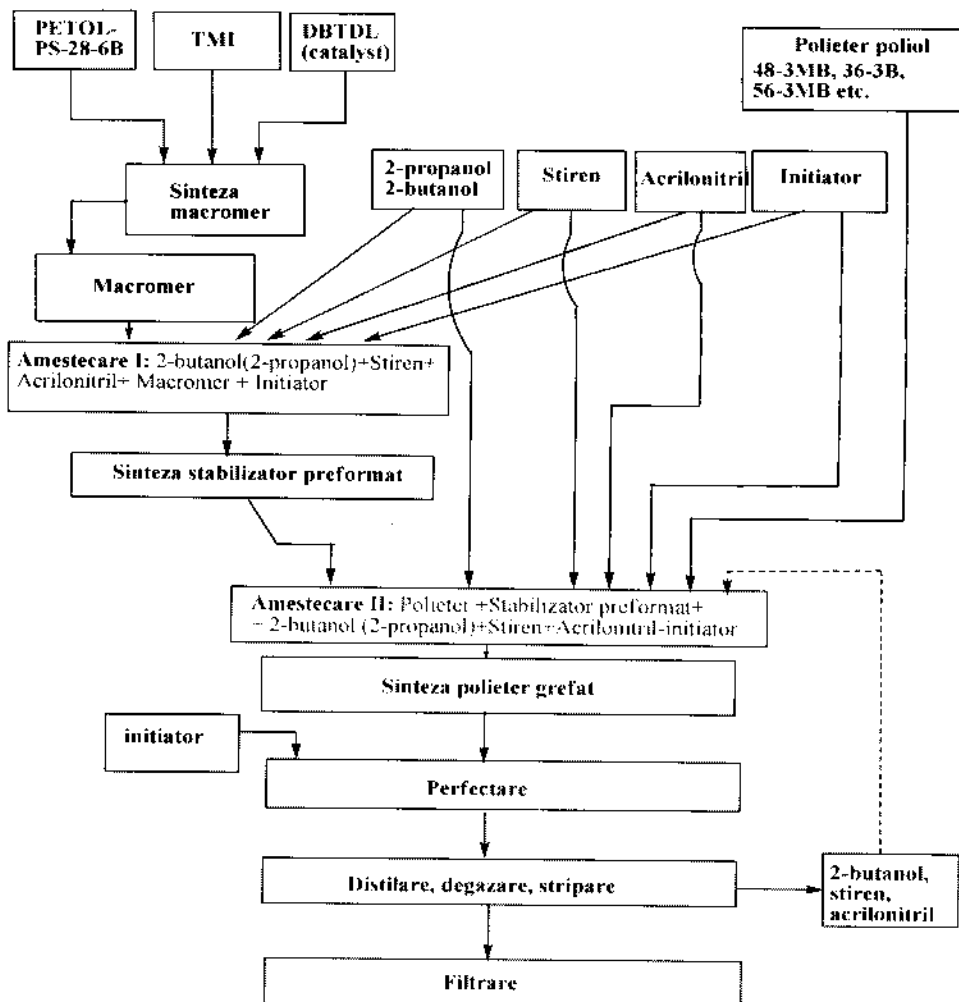 PETOL-
PS-28-6B
TMI
DBTDL
(catalyst)
Polieter poliol
48-3MB, 36-3B,
56-3MB etc.
2-propanol
2-butanol
Stiren
Acrilonitril
Initiator
Sinteza
macromer
Macromer
Amestecare I: 2-butanol(2-propanol)+Stiren+
Acrilonitril+ Macromer + Initiator
Sinteza stabilizator preformat
Amestecare II: Polieter +Stabilizator preformat+
- 2-butanol (2-propanol)+Stiren+Acrilonitril-initiator
Sinteza polieter grefat
initiator
Perfectare
Distilare, degazare, stripare
2-butanol,
stiren,
acrilonitril
Filtrare